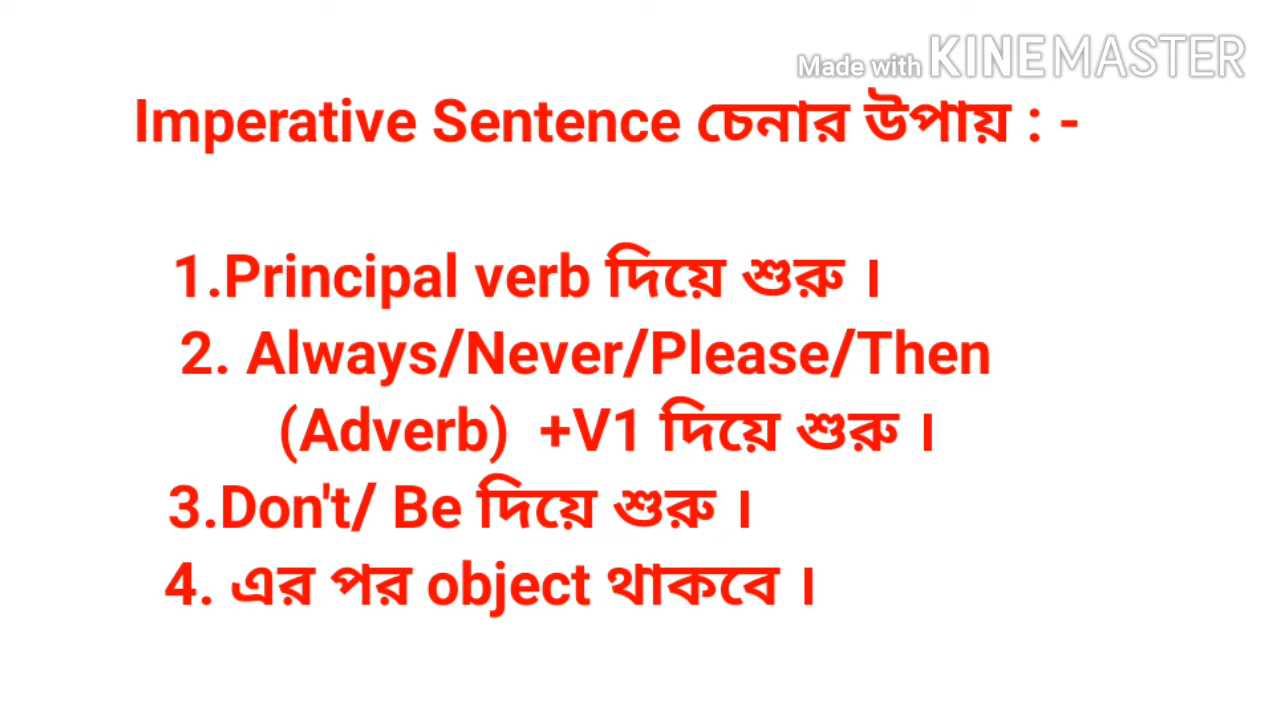 Made with KINEMASTER
Imperative Sentence চেনার উপায় : -
1.Principal verb দিয়ে শুরু ।
2. Always/Never/Please/Then
(Adverb) +V1 দিয়ে শুরু ।
3.Don't/ Be দিয়ে শুরু ।
4. এর পর object থাকবে ।